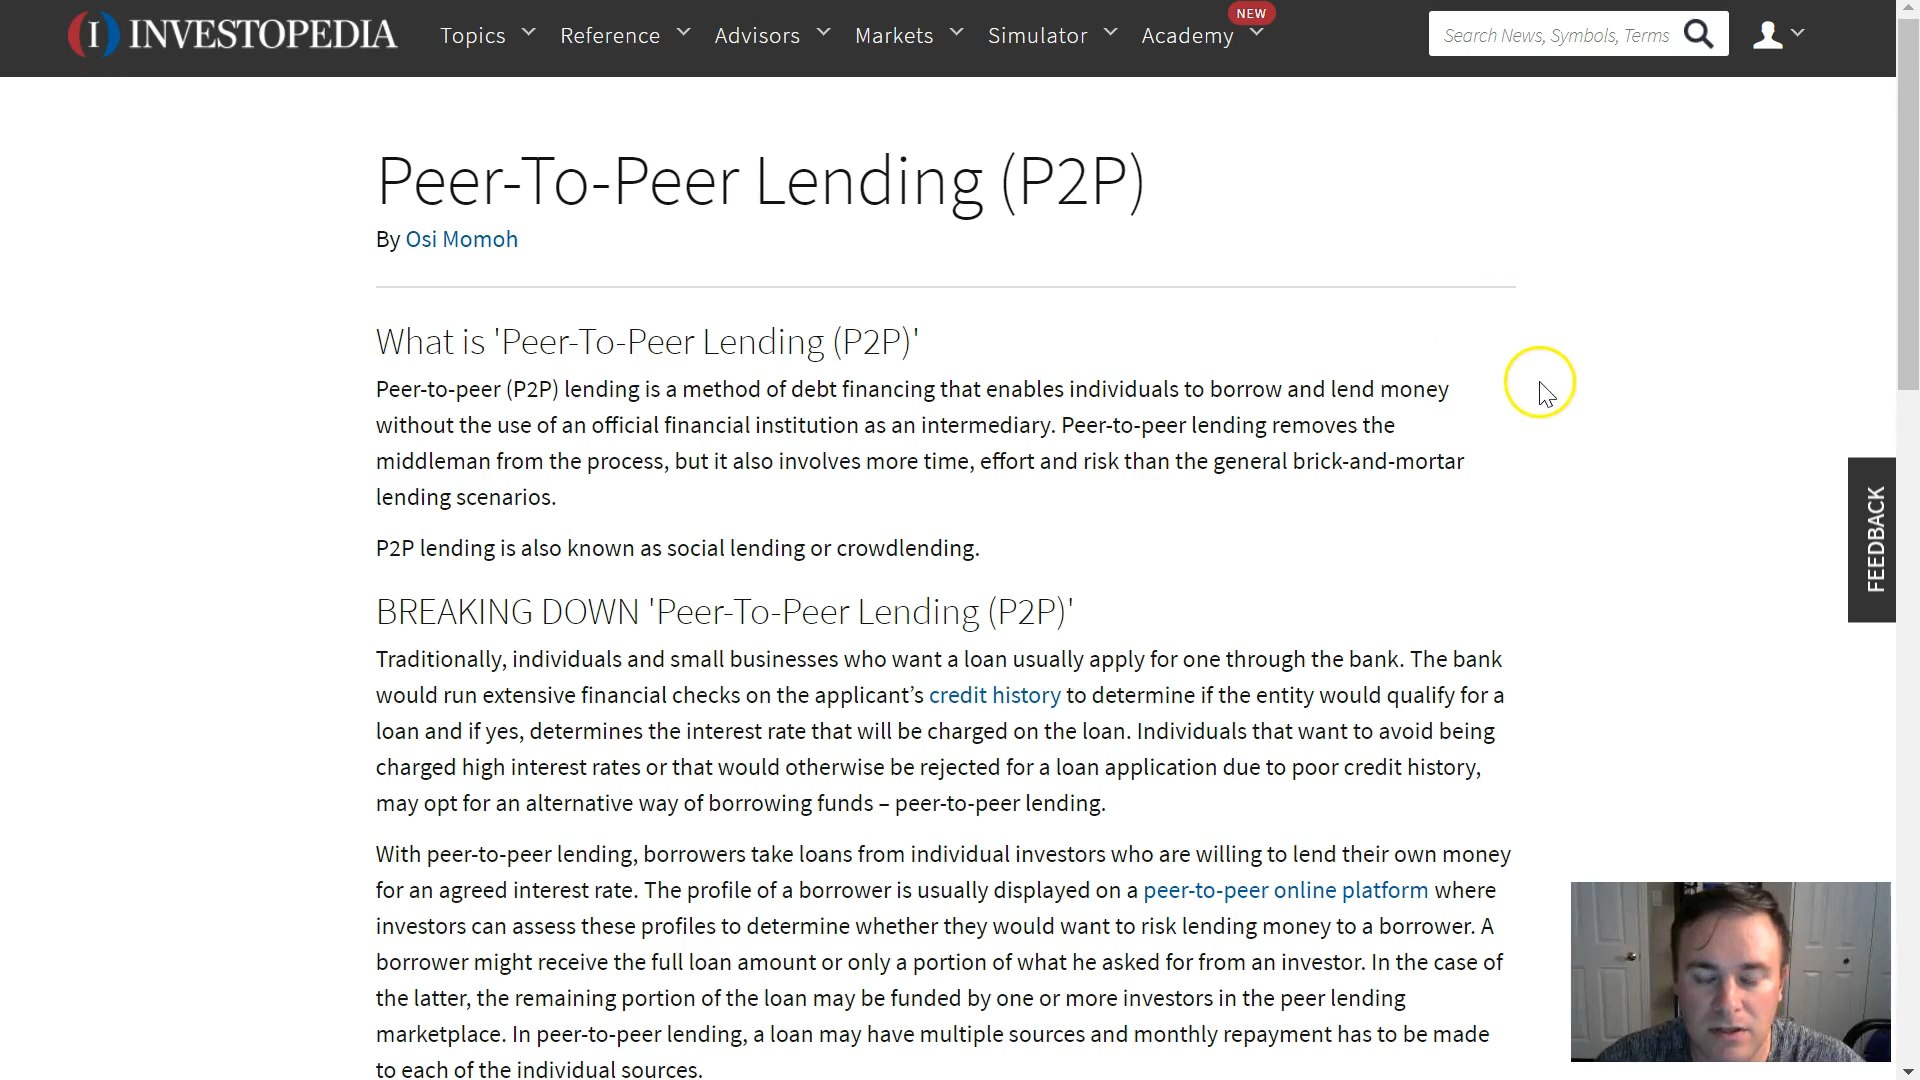 INVESTOPEDIA Topics Reference Advisors Markets Simulator Academy NEW Search News, Symbols, Terms
Peer-To-Peer Lending (P2P)
By Osi Momoh
What is 'Peer-To-Peer Lending (P2P)'
Peer-to-peer (P2P) lending is a method of debt financing that enables individuals to borrow and lend money
without the use of an official financial institution as an intermediary. Peer-to-peer lending removes the
middleman from the process, but it also involves more time, effort and risk than the general brick-and-mortar
lending scenarios.
P2P lending is also known as social lending or crowdlending.
FEEDBACK
BREAKING DOWN 'Peer-To-Peer Lending (P2P)'
Traditionally, individuals and small businesses who want a loan usually apply for one through the bank. The bank
would run extensive financial checks on the applicant’s credit history to determine if the entity would qualify for a
loan and if yes, determines the interest rate that will be charged on the loan. Individuals that want to avoid being
charged high interest rates or that would otherwise be rejected for a loan application due to poor credit history,
may opt for an alternative way of borrowing funds – peer-to-peer lending.
With peer-to-peer lending, borrowers take loans from individual investors who are willing to lend their own money
for an agreed interest rate. The profile of a borrower is usually displayed on a peer-to-peer online platform where
investors can assess these profiles to determine whether they would want to risk lending money to a borrower. A
borrower might receive the full loan amount or only a portion of what he asked for from an investor. In the case of
the latter, the remaining portion of the loan may be funded by one or more investors in the peer lending
marketplace. In peer-to-peer lending, a loan may have multiple sources and monthly repayment has to be made
to each of the individual sources.